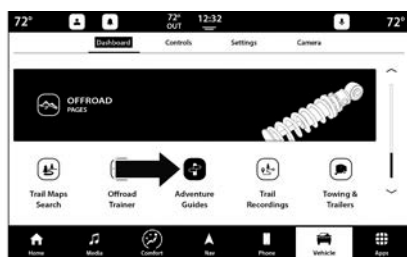 72° 72° 12:32 72°
OUT
Dashboard Controls Settings Camera
OFFROAD
PAGES
Trail Maps Offroad Adventure Trail Towing &
Search Trainer Guides Recordings Trailers
Home Media Comfort Nav Phone Vehicle Apps